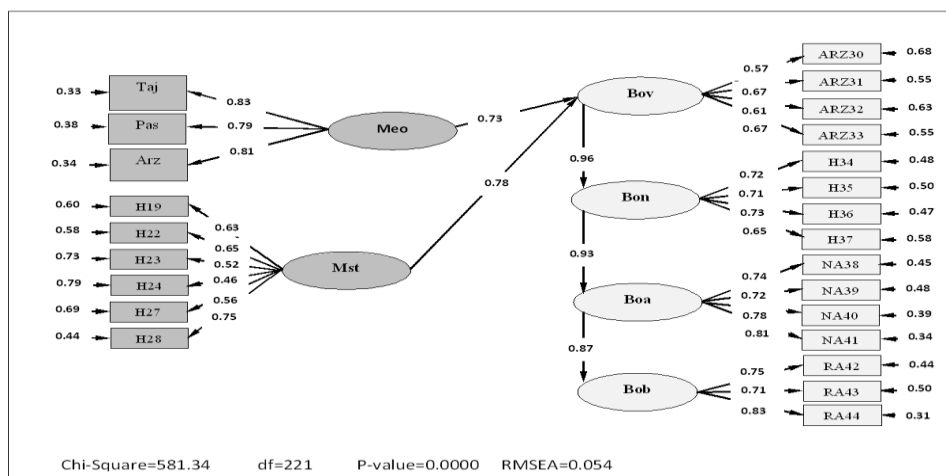 0.33 Taj 0.83
0.38 Pas 0.79
0.34 Arz 0.81
Meo 0.73
0.60 H19 0.63
0.58 H22 0.65
0.73 H23 0.52
0.79 H24 0.46
0.69 H27 0.56
0.44 H28 0.75
Mst 0.78
Bov
0.57 ARZ30 0.68
0.67 ARZ31 0.55
0.61 ARZ32 0.63
0.67 ARZ33 0.55
0.96
Bon
0.72 H34 0.48
0.71 H35 0.50
0.73 H36 0.47
0.65 H37 0.58
0.93
Boa
0.74 NA38 0.45
0.72 NA39 0.48
0.78 NA40 0.39
0.81 NA41 0.34
0.87
Bob
0.75 RA42 0.44
0.71 RA43 0.50
0.83 RA44 0.31
Chi-Square=581.34 df=221 P-value=0.0000 RMSEA=0.054